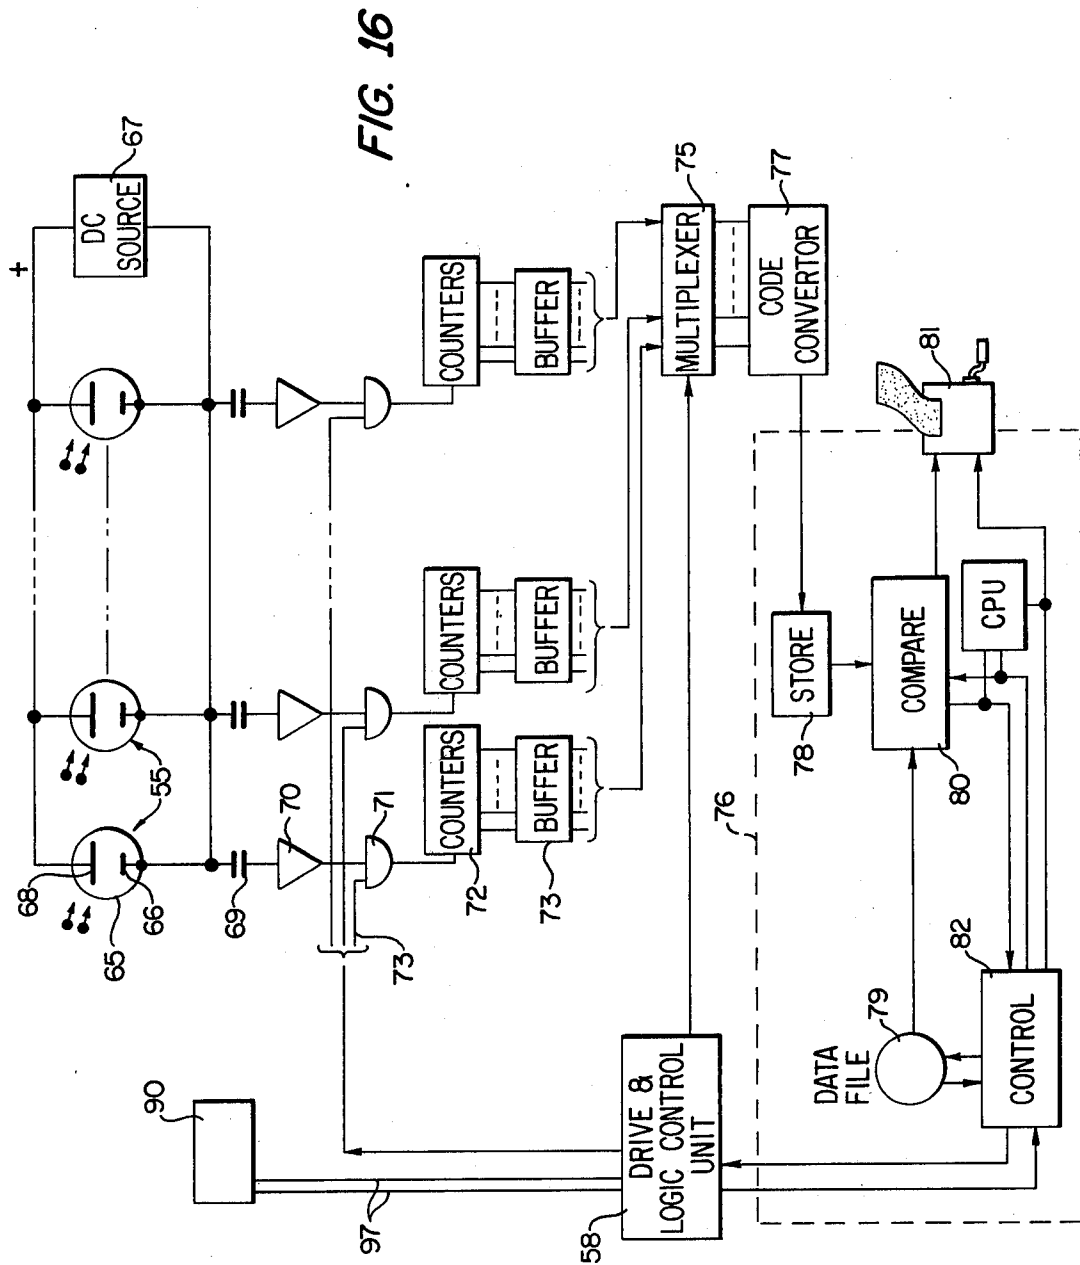 FIG. 16
+
DC
SOURCE
67
68
65
66
55
69
70
71
73
COUNTERS
COUNTERS
COUNTERS
72
BUFFER
BUFFER
BUFFER
73
MULTIPLEXER
75
CODE
CONVERTOR
77
90
97
DRIVE &
LOGIC CONTROL
UNIT
58
76
STORE
78
COMPARE
80
CPU
81
DATA
FILE
79
CONTROL
82